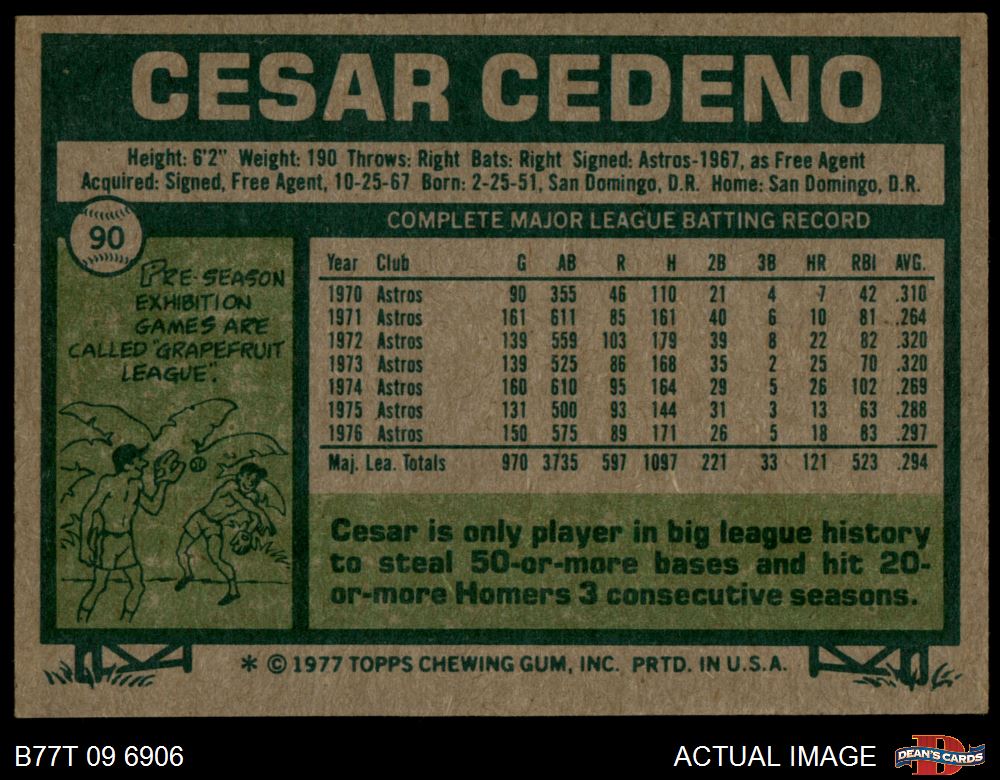 CESAR CEDENO
Height: 6'2" Weight: 190 Throws: Right Bats: Right Signed: Astros-1967, as Free Agent
Acquired: Signed, Free Agent, 10-25-67 Born: 2-25-51, San Domingo, D.R. Home: San Domingo, D.R.
90
PRE-SEASON
EXHIBITION
GAMES ARE
CALLED "GRAPEFRUIT
LEAGUE".
COMPLETE MAJOR LEAGUE BATTING RECORD
Year Club G AB R H 2B 3B HR RBI AVG.
1970 Astros 90 355 46 110 21 4 7 42 .310
1971 Astros 161 611 85 161 40 6 10 81 .264
1972 Astros 139 559 103 179 39 8 22 82 .320
1973 Astros 139 525 86 168 35 2 25 70 .320
1974 Astros 160 610 95 164 29 5 26 102 .269
1975 Astros 131 500 93 144 31 3 13 63 .288
1976 Astros 150 575 89 171 26 5 18 83 .297
Maj. Lea. Totals 970 3735 597 1097 221 33 121 523 .294
Cesar is only player in big league history
to steal 50-or-more bases and hit 20-
or-more Homers 3 consecutive seasons.
* © 1977 TOPPS CHEWING GUM, INC. PRTD. IN U.S.A.
B77T 09 6906
ACTUAL IMAGE
D
DEAN'S CARDS